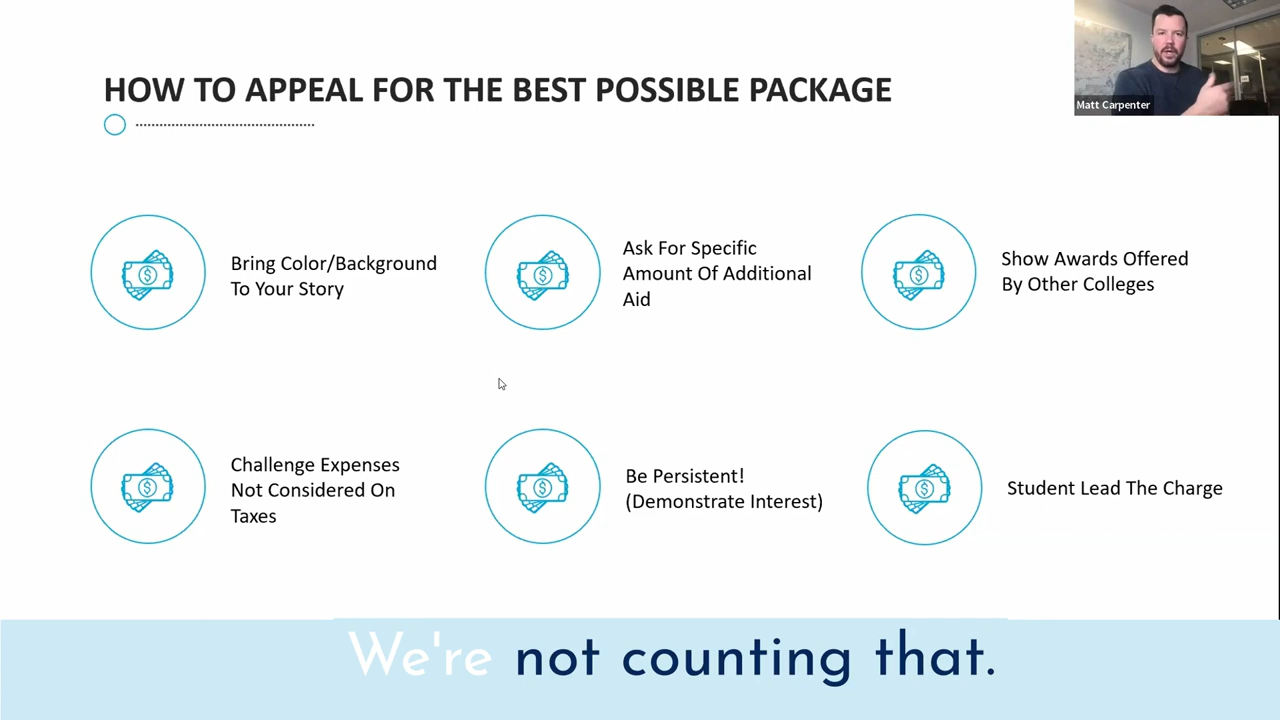 HOW TO APPEAL FOR THE BEST POSSIBLE PACKAGE
Matt Carpenter
Bring Color/Background
To Your Story
Ask For Specific
Amount Of Additional
Aid
Show Awards Offered
By Other Colleges
Challenge Expenses
Not Considered On
Taxes
Be Persistent!
(Demonstrate Interest)
Student Lead The Charge
We're not counting that.